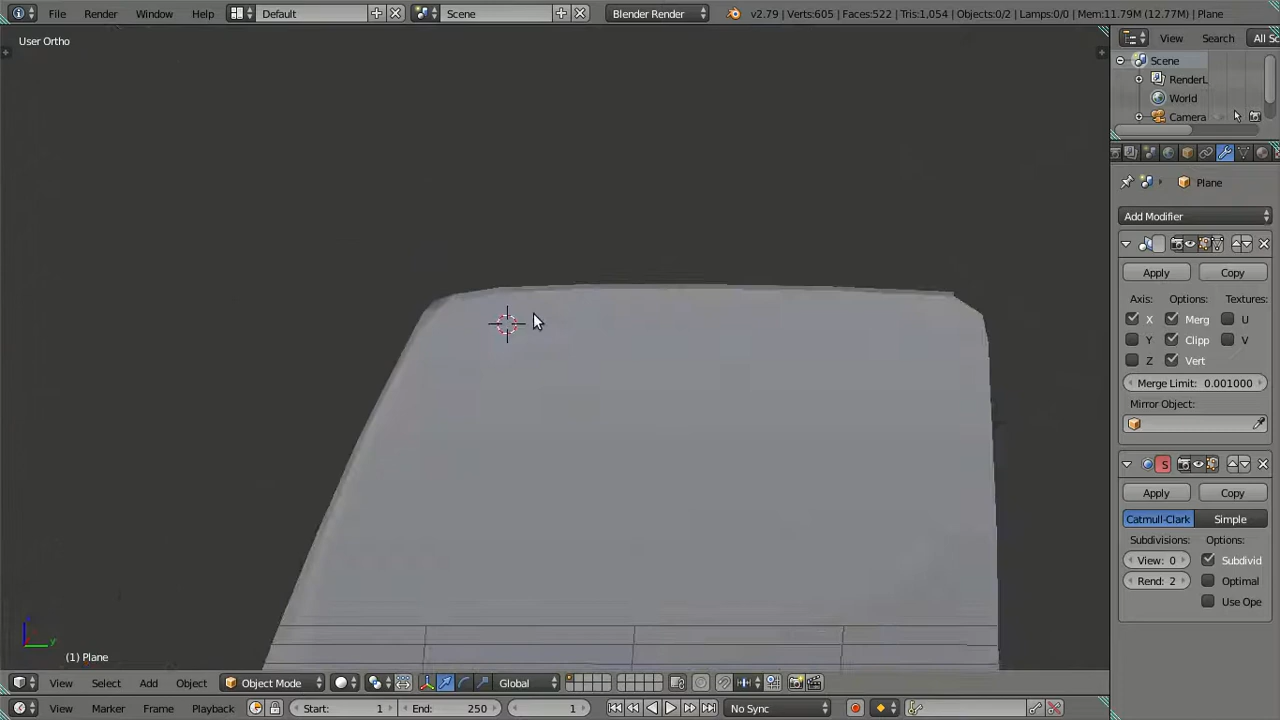 File Render Window Help Default Scene Blender Render v2.79 | Verts:605 | Faces:522 | Tris:1,054 | Objects:0/2 | Lamps:0/0 | Mem:11.79M (12.77M) | Plane
User Ortho
View Search All Sc
Scene
RenderL
World
Camera
Plane
Add Modifier
Apply Copy
Axis: Options: Textures:
X Merg U
Y Clipp V
Z Vert
Merge Limit: 0.001000
Mirror Object:
S
Apply Copy
Catmull-Clark Simple
Subdivisions: Options:
View: 0 Subdivid
Rend: 2 Optimal
Use Ope
z
y
(1) Plane
View Select Add Object Object Mode Global
View Marker Frame Playback Start: 1 End: 250 1 No Sync